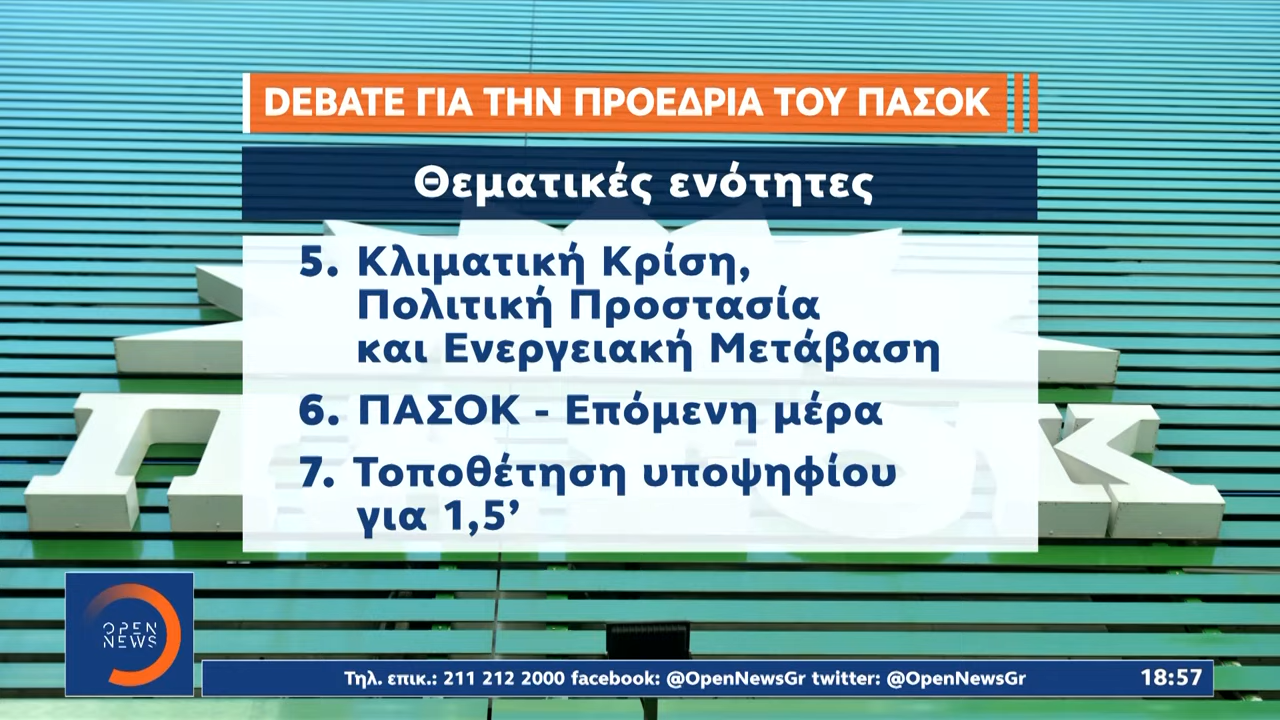 DEBATE ΓΙΑ ΤΗΝ ΠΡΟΕΔΡΙΑ ΤΟΥ ΠΑΣΟΚ
Θεματικές ενότητες
5. Κλιματική Κρίση,
Πολιτική Προστασία
και Ενεργειακή Μετάβαση
6. ΠΑΣΟΚ - Επόμενη μέρα
7. Τοποθέτηση υποψηφίου
για 1,5’
OPEN
NEWS
Τηλ. επικ.: 211 212 2000 facebook: @OpenNewsGr twitter: @OpenNewsGr
18:57